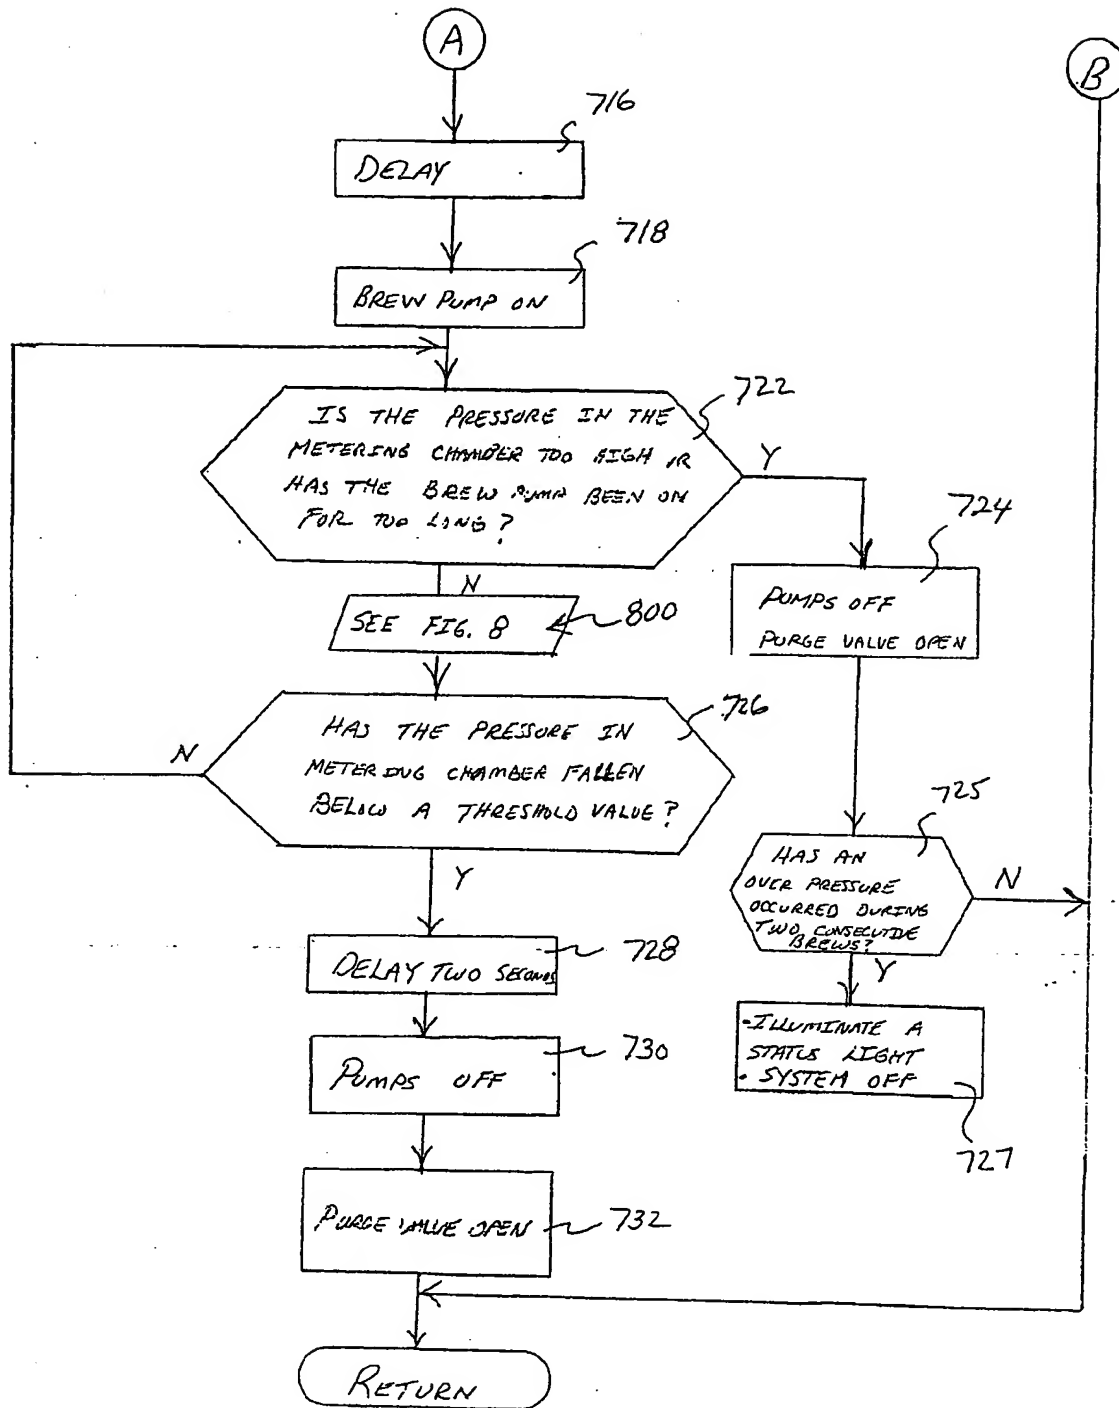 A
B
716
DELAY
718
BREW PUMP ON
722
IS THE PRESSURE IN THE
METERING CHAMBER TOO HIGH OR
HAS THE BREW PUMP BEEN ON
FOR TOO LONG?
Y
N
724
PUMPS OFF
PURGE VALUE OPEN
SEE FIG. 8
800
726
HAS THE PRESSURE IN
METERING CHAMBER FALLEN
BELOW A THRESHOLD VALUE?
N
Y
725
HAS AN
OVER PRESSURE
OCCURRED DURING
TWO CONSECUTIVE
BREWS?
N
Y
728
DELAY TWO SECONDS
727
-ILLUMINATE A
STATUS LIGHT
• SYSTEM OFF
730
PUMPS OFF
732
PURGE VALUE OPEN
RETURN